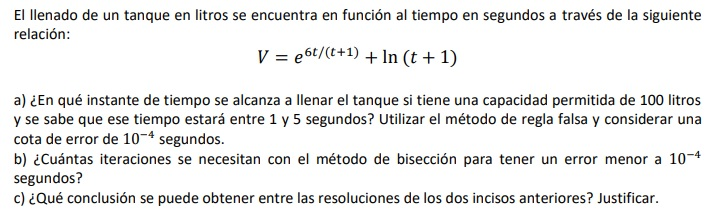 El llenado de un tanque en litros se encuentra en función al tiempo en segundos a través de la siguiente
relación:
V = e^{6t/(t+1)} + ln (t + 1)
a) ¿En qué instante de tiempo se alcanza a llenar el tanque si tiene una capacidad permitida de 100 litros
y se sabe que ese tiempo estará entre 1 y 5 segundos? Utilizar el método de regla falsa y considerar una
cota de error de 10⁻⁴ segundos.
b) ¿Cuántas iteraciones se necesitan con el método de bisección para tener un error menor a 10⁻⁴
segundos?
c) ¿Qué conclusión se puede obtener entre las resoluciones de los dos incisos anteriores? Justificar.